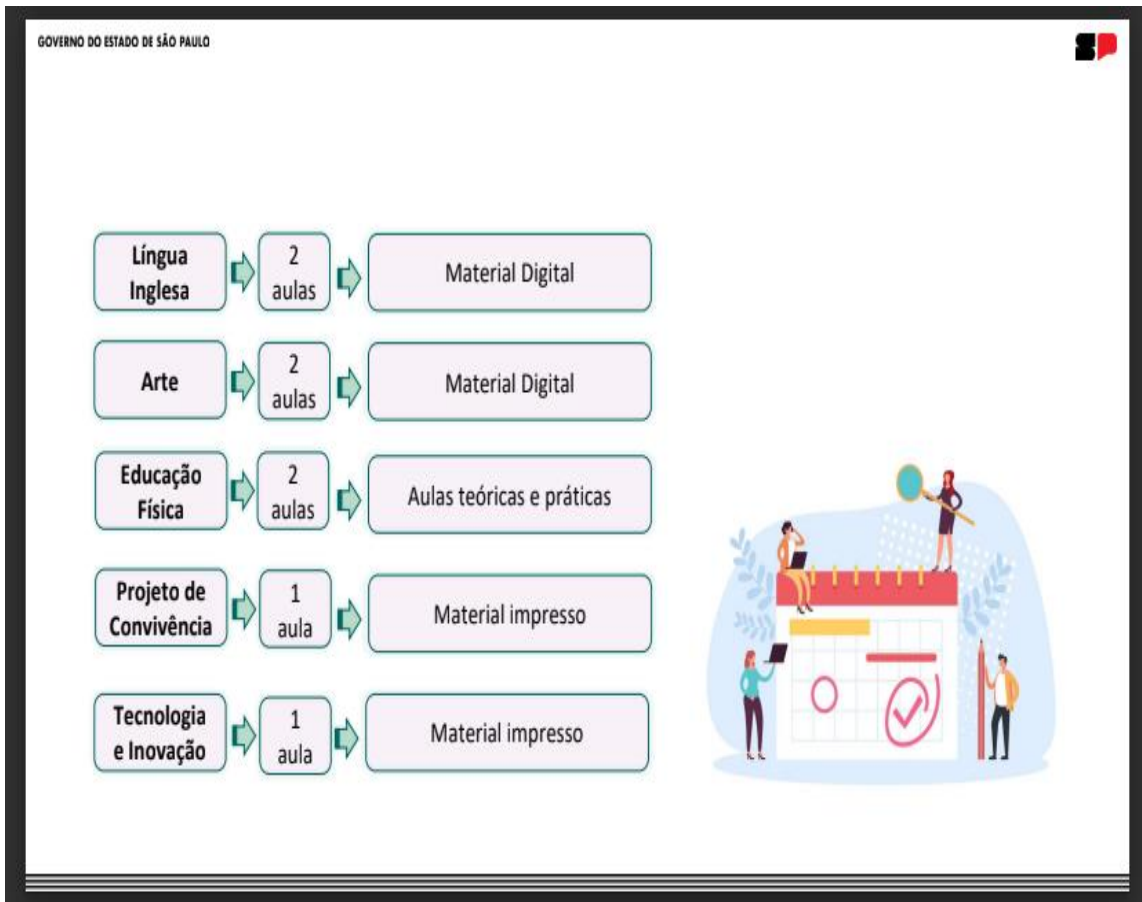 GOVERNO DO ESTADO DE SÃO PAULO
SP
Língua
Inglesa
2
aulas
Material Digital
Arte
2
aulas
Material Digital
Educação
Física
2
aulas
Aulas teóricas e práticas
Projeto de
Convivência
1
aula
Material impresso
Tecnologia
e Inovação
1
aula
Material impresso